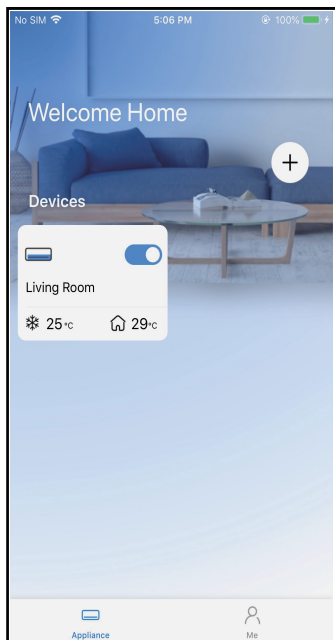 No SIM 5:06 PM 100%
Welcome Home
+
Devices
Living Room
25°C 29°C
Appliance Me